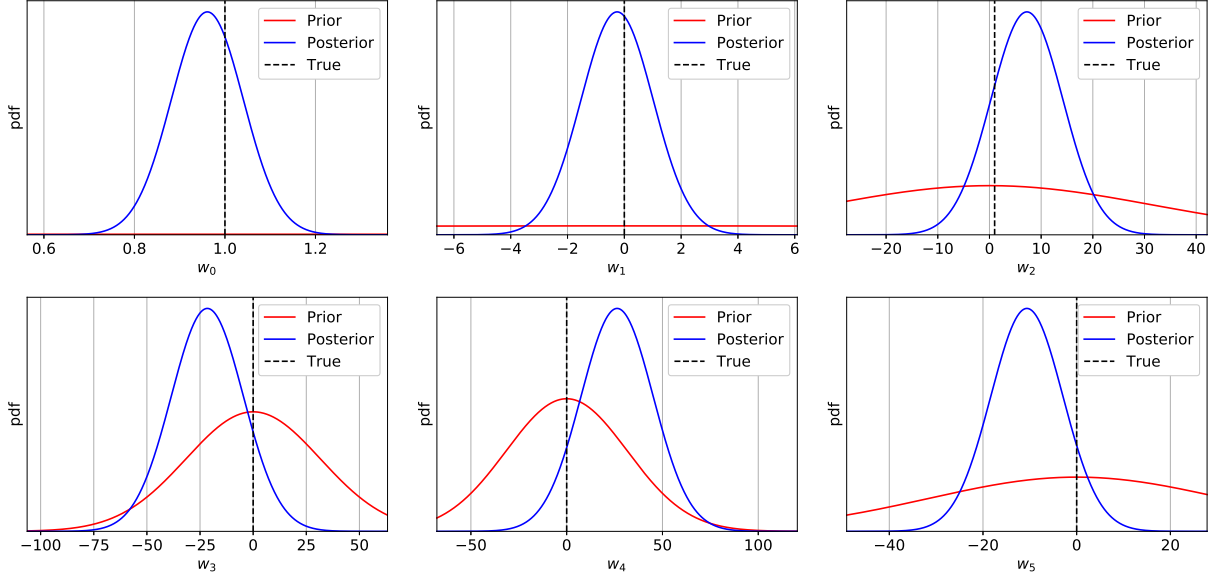 pdf
Prior
Posterior
True
0.6 0.8 1.0 1.2
w₀
pdf
Prior
Posterior
True
−6 −4 −2 0 2 4 6
w₁
pdf
Prior
Posterior
True
−20 −10 0 10 20 30 40
w₂
pdf
Prior
Posterior
True
−100 −75 −50 −25 0 25 50
w₃
pdf
Prior
Posterior
True
−50 0 50 100
w₄
pdf
Prior
Posterior
True
−40 −20 0 20
w₅